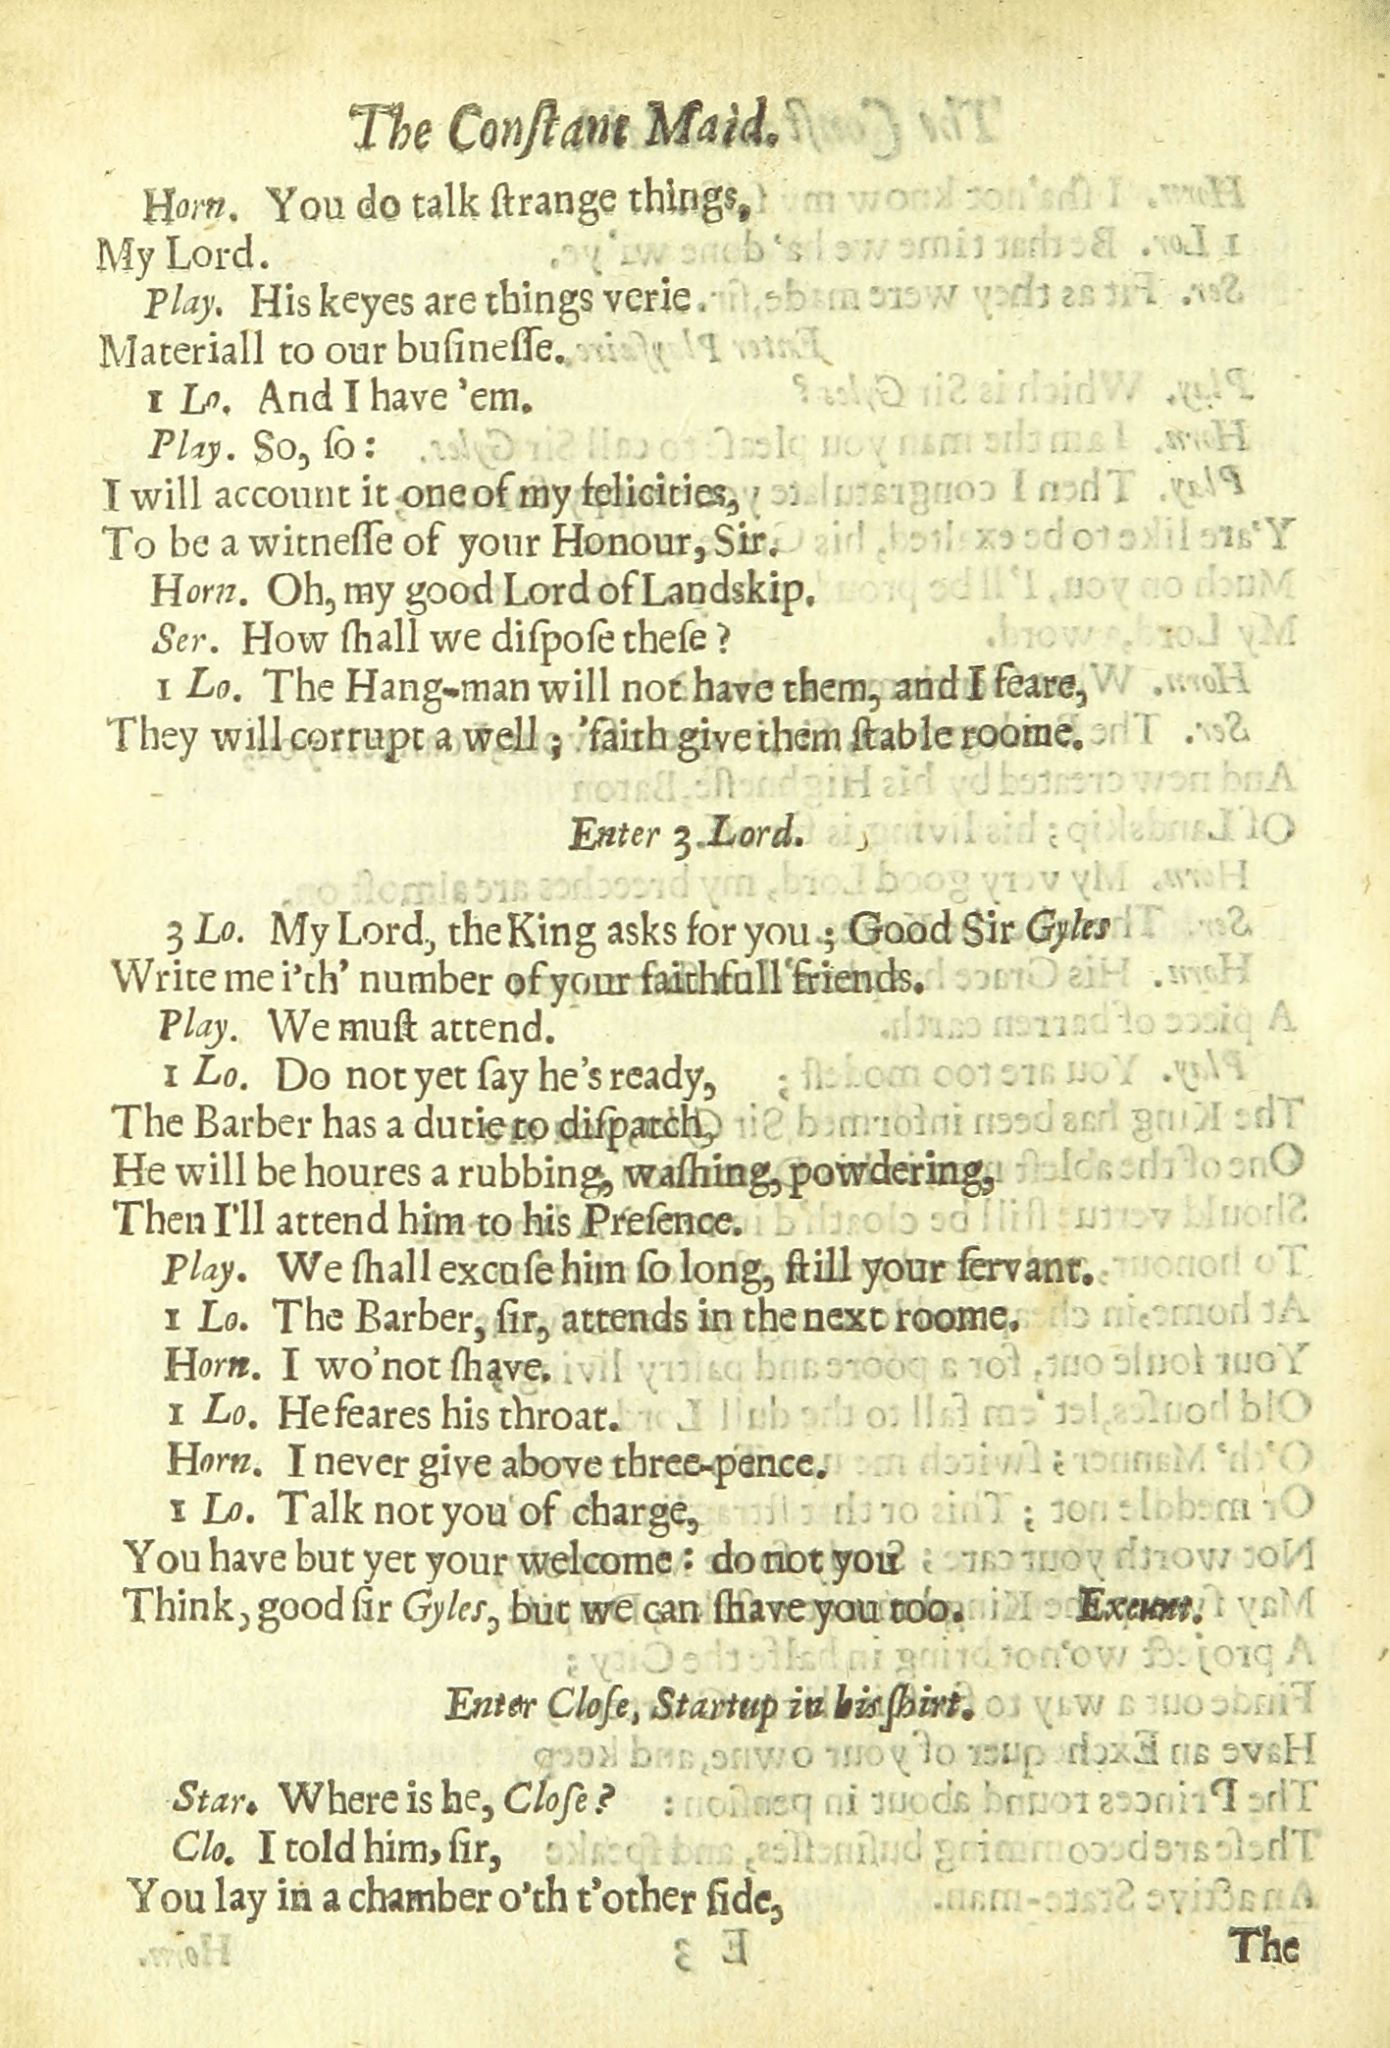 The Conſtant Maid.
Horn. You do talk ſtrange things,
My Lord.
Play. His keyes are things verie
Materiall to our buſineſſe.
1 Lo. And I have 'em.
Play. So, ſo:
I will account it one of my felicities,
To be a witneſſe of your Honour, Sir.
Horn. Oh, my good Lord of Landskip.
Ser. How ſhall we diſpoſe theſe?
1 Lo. The Hang-man will not have them, and I feare,
They will corrupt a well; 'faith give them ſtable roome.
Enter 3. Lord.
3 Lo. My Lord, the King asks for you; Good Sir Gyles
Write me i'th' number of your faithfull friends.
Play. We muſt attend.
1 Lo. Do not yet ſay he's ready,
The Barber has a dutie to diſpatch,
He will be houres a rubbing, waſhing, powdering,
Then I'll attend him to his Preſence.
Play. We ſhall excuſe him ſo long, ſtill your ſervant.
1 Lo. The Barber, ſir, attends in the next roome.
Horn. I wo'not ſhave.
1 Lo. He feares his throat.
Horn. I never give above three-pence.
1 Lo. Talk not you of charge,
You have but yet your welcome: do not you
Think, good ſir Gyles, but we can ſhave you too. Exeunt.
Enter Cloſe, Startup in his ſhirt.
Star. Where is he, Cloſe?
Clo. I told him, ſir,
You lay in a chamber o'th t'other ſide,
The